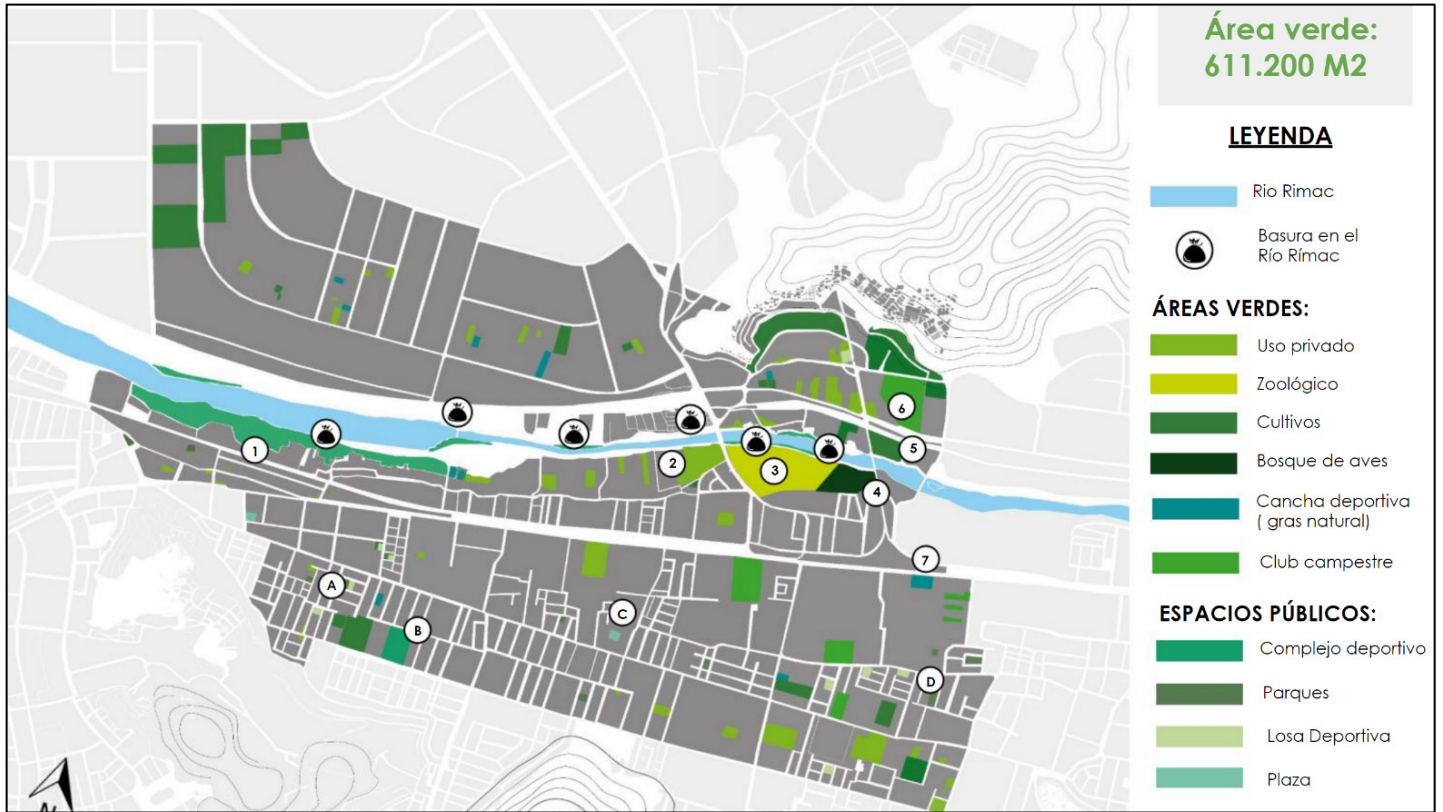 Área verde:
611.200 M2
LEYENDA
Rio Rimac
Basura en el
Río Rímac
ÁREAS VERDES:
Uso privado
Zoológico
Cultivos
Bosque de aves
Cancha deportiva
( gras natural)
Club campestre
ESPACIOS PÚBLICOS:
Complejo deportivo
Parques
Losa Deportiva
Plaza
6
1
2
3
5
4
7
A
C
B
D
N